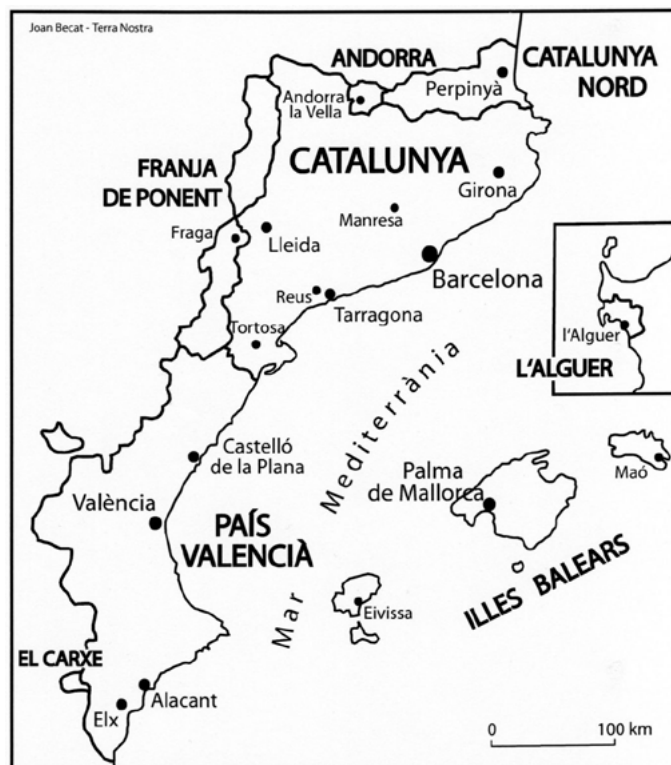 Joan Becat - Terra Nostra
ANDORRA
CATALUNYA
NORD
Perpinyà
Andorra
la Vella
FRANJA
DE PONENT
CATALUNYA
Girona
Manresa
Fraga
Lleida
Barcelona
Reus
Tarragona
Tortosa
l'Alguer
L'ALGUER
Mar Mediterrània
Castelló
de la Plana
Palma
de Mallorca
Maó
València
PAÍS
VALENCIÀ
ILLES BALEARS
Eivissa
EL CARXE
Alacant
Elx
0 100 km